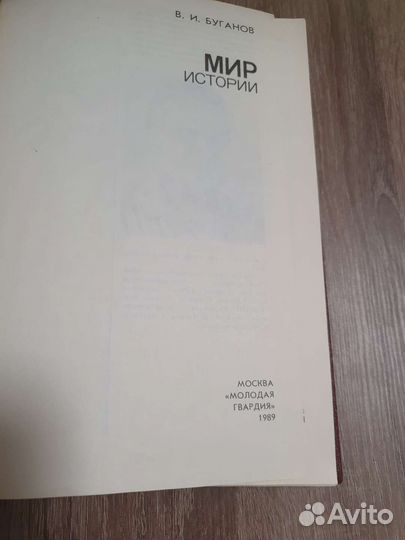 В. И. БУГАНОВ
МИР
ИСТОРИИ
МОСКВА
«МОЛОДАЯ
ГВАРДИЯ»
1989
Avito